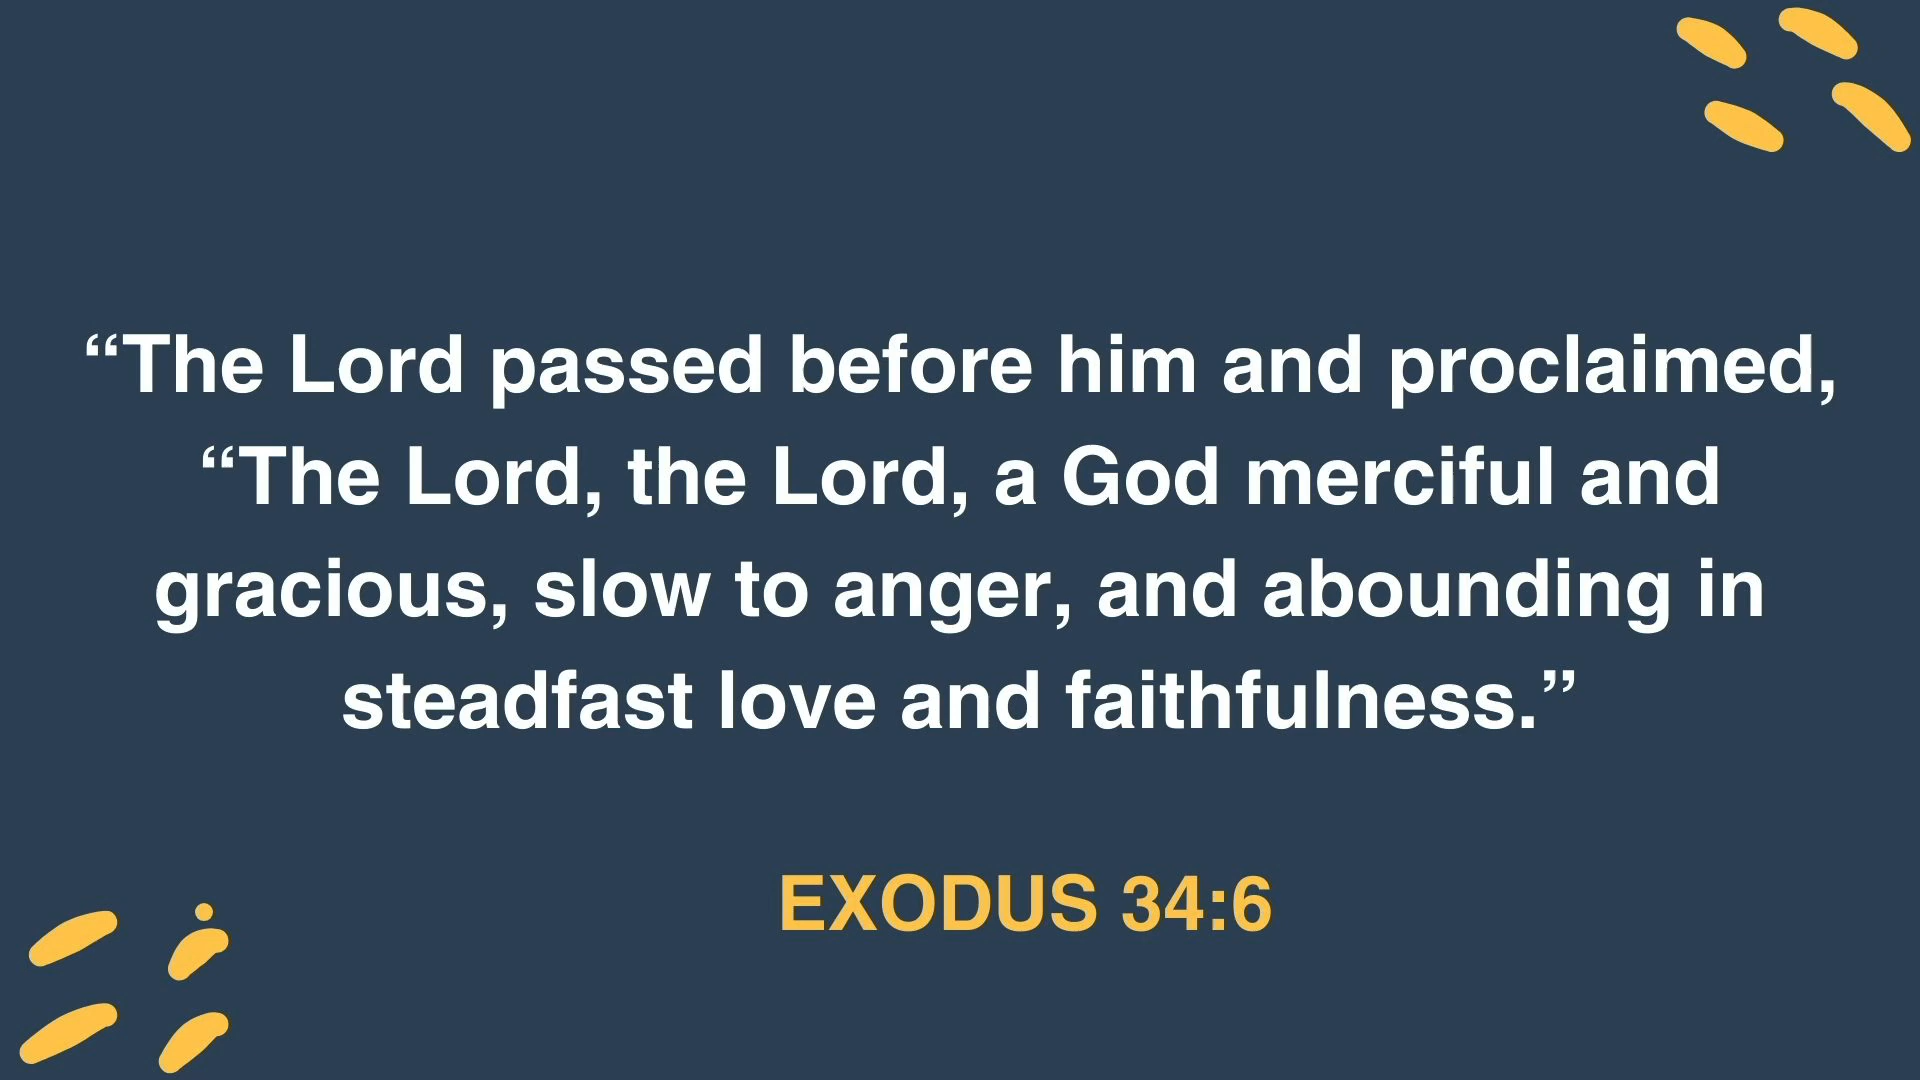 “The Lord passed before him and proclaimed,
“The Lord, the Lord, a God merciful and
gracious, slow to anger, and abounding in
steadfast love and faithfulness.”
EXODUS 34:6